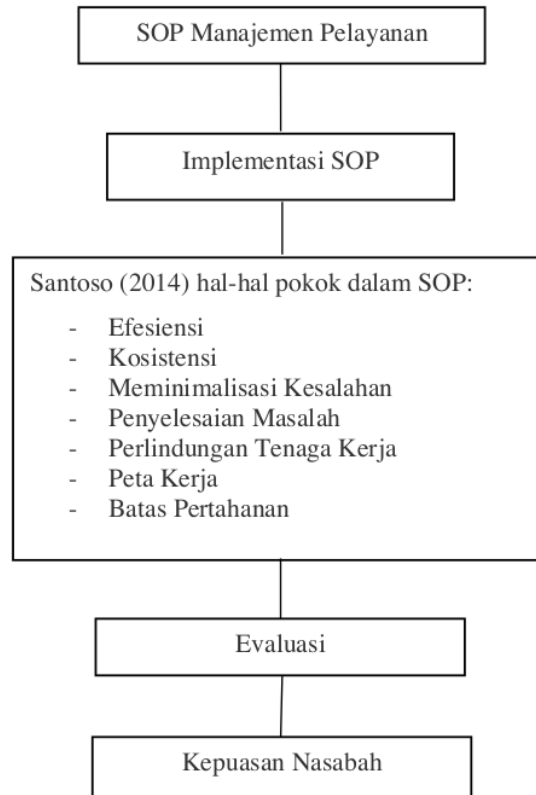 SOP Manajemen Pelayanan
Implementasi SOP
Santoso (2014) hal-hal pokok dalam SOP:
- Efesiensi
- Kosistensi
- Meminimalisasi Kesalahan
- Penyelesaian Masalah
- Perlindungan Tenaga Kerja
- Peta Kerja
- Batas Pertahanan
Evaluasi
Kepuasan Nasabah